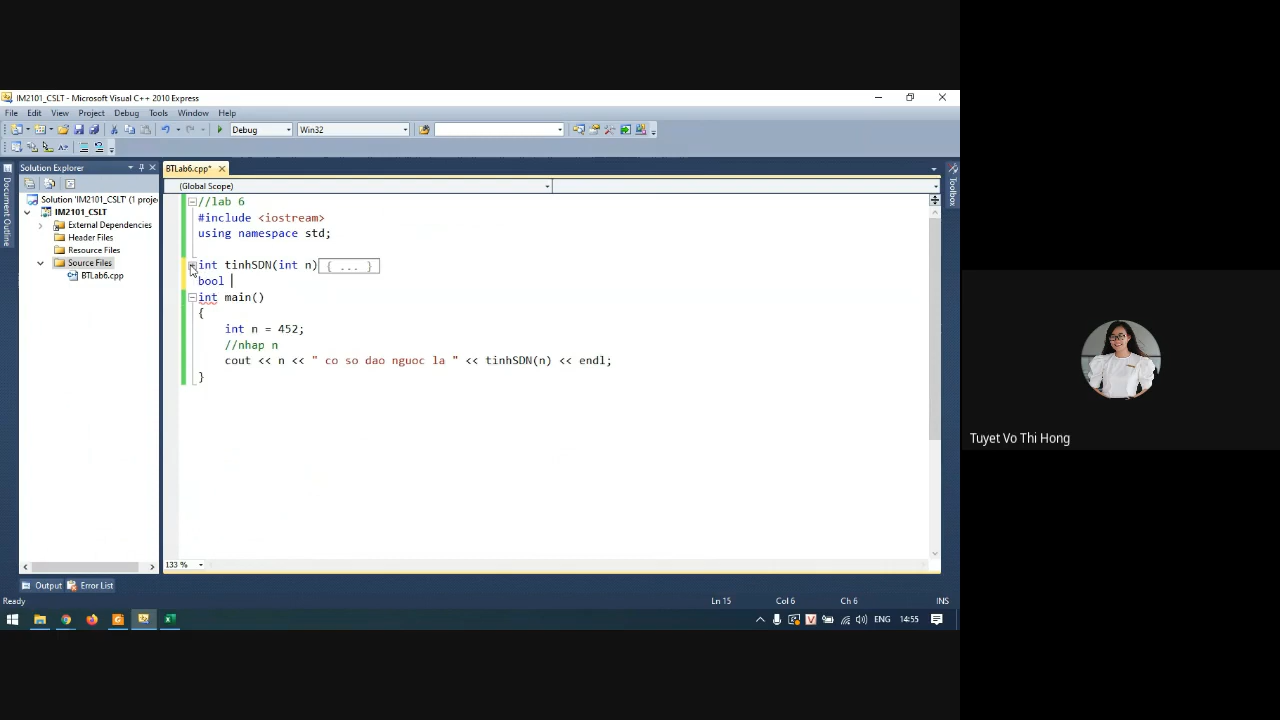 IM2101_CSLT - Microsoft Visual C++ 2010 Express
File Edit View Project Debug Tools Window Help
Debug Win32
Solution Explorer
BTLab6.cpp*
Document Outline
Toolbox
(Global Scope)
Solution 'IM2101_CSLT' (1 proje
IM2101_CSLT
External Dependencies
Header Files
Resource Files
Source Files
BTLab6.cpp
//lab 6
#include <iostream>
using namespace std;
int tinhSDN(int n){ ... }
bool
int main()
{
int n = 452;
//nhap n
cout << n << " co so dao nguoc la " << tinhSDN(n) << endl;
}
133 %
Output Error List
Ready Ln 15 Col 6 Ch 6 INS
ENG 14:55
Tuyet Vo Thi Hong